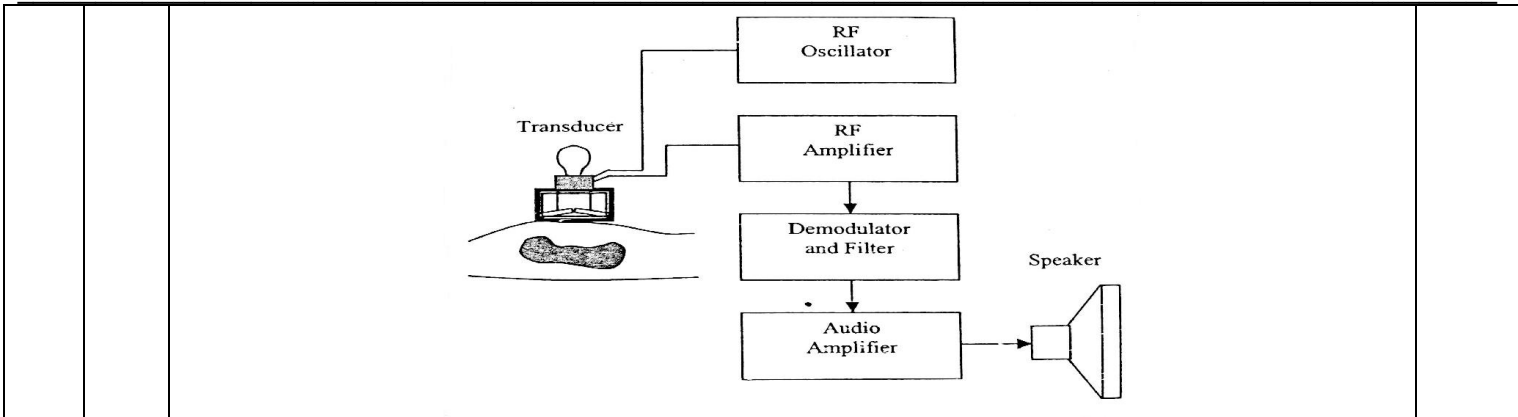 RF
Oscillator
Transducer
RF
Amplifier
Demodulator
and Filter
Speaker
Audio
Amplifier